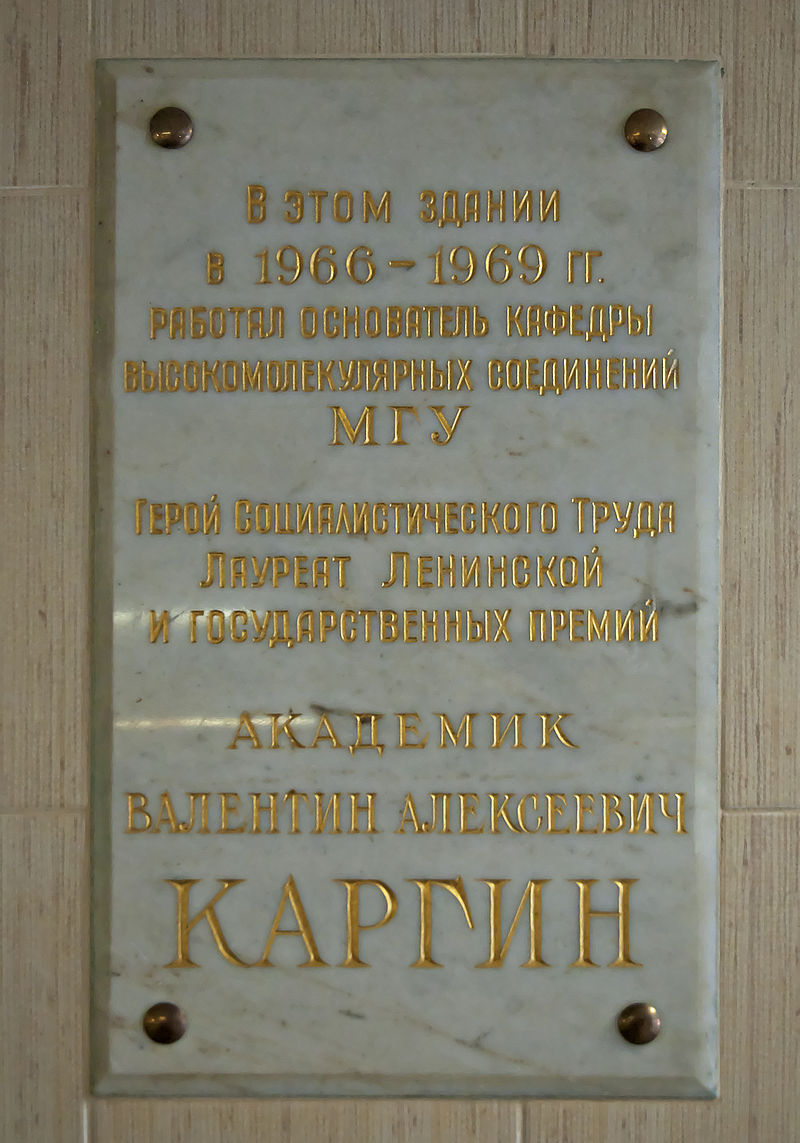 В этом здании
в 1966 – 1969 гг.
работал основатель кафедры
высокомолекулярных соединений
МГУ
Герой Социалистического Труда
Лауреат Ленинской
и государственных премий
АКАДЕМИК
ВАЛЕНТИН АЛЕКСЕЕВИЧ
КАРГИН